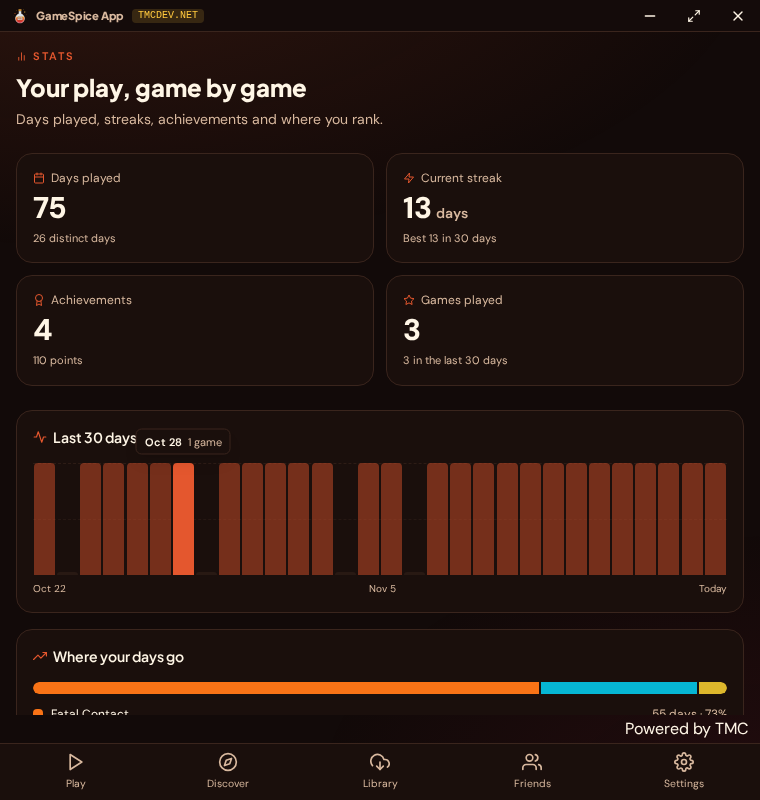 GameSpice App TMCDEV.NET
STATS
Your play, game by game
Days played, streaks, achievements and where you rank.
Days played
75
26 distinct days
Current streak
13 days
Best 13 in 30 days
Achievements
4
110 points
Games played
3
3 in the last 30 days
Last 30 days
Oct 28 1 game
Oct 22 Nov 5 Today
Where your days go
Fatal Contact 55 days · 73%
Powered by TMC
Play Discover Library Friends Settings